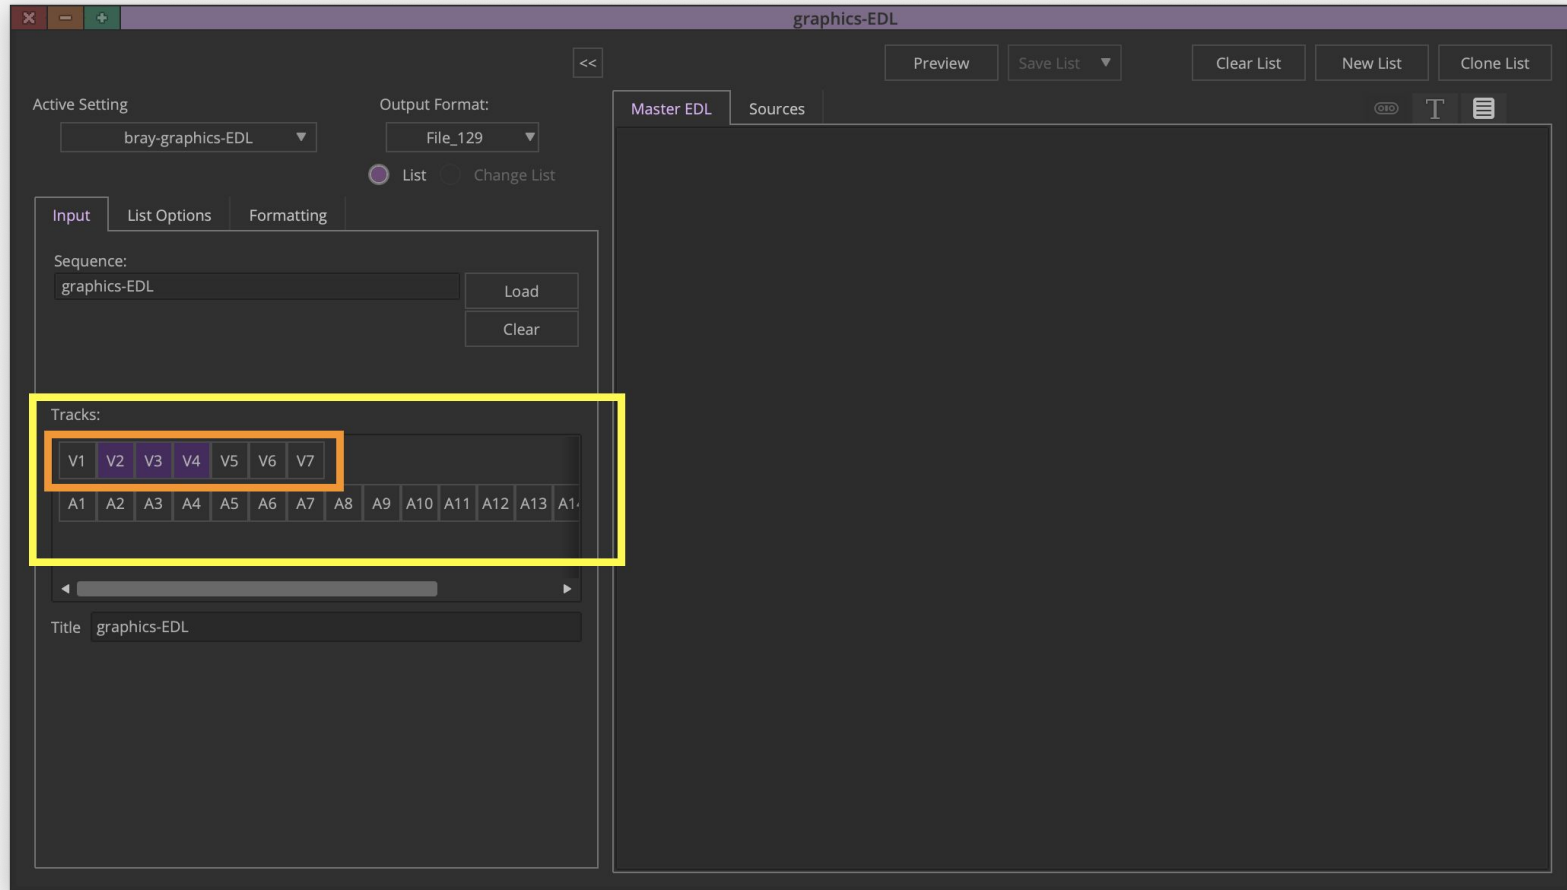 graphics-EDL
<<
Preview
Save List
Clear List
New List
Clone List
Active Setting
Output Format:
bray-graphics-EDL
File_129
List
Change List
Master EDL
Sources
T
Input
List Options
Formatting
Sequence:
graphics-EDL
Load
Clear
Tracks:
V1 V2 V3 V4 V5 V6 V7
A1 A2 A3 A4 A5 A6 A7 A8 A9 A10 A11 A12 A13
Title graphics-EDL